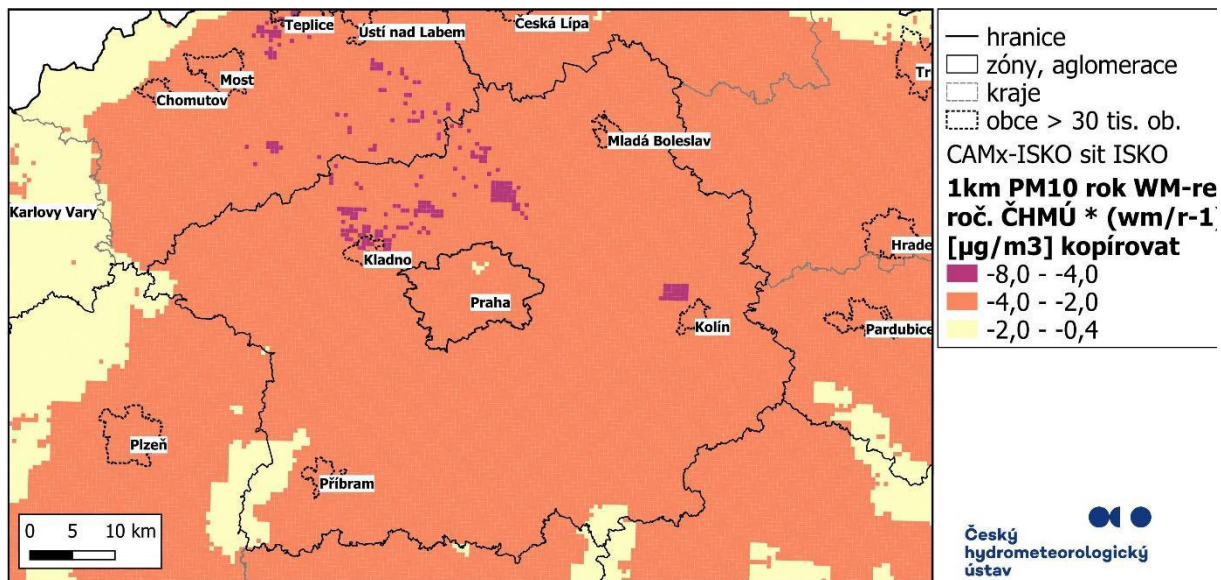 Teplice
Ústí nad Labem
Česká Lípa
Most
Chomutov
Tr
Mladá Boleslav
Karlovy Vary
Kladno
Hrade
Praha
Kolín
Pardubice
Plzeň
Příbram
0 5 10 km
hranice
zóny, aglomerace
kraje
obce > 30 tis. ob.
CAMx-ISKO sit ISKO
1km PM10 rok WM-re
roč. ČHMÚ * (wm/r-1)
[µg/m3] kopírovat
-8,0 - -4,0
-4,0 - -2,0
-2,0 - -0,4
Český
hydrometeorologický
ústav